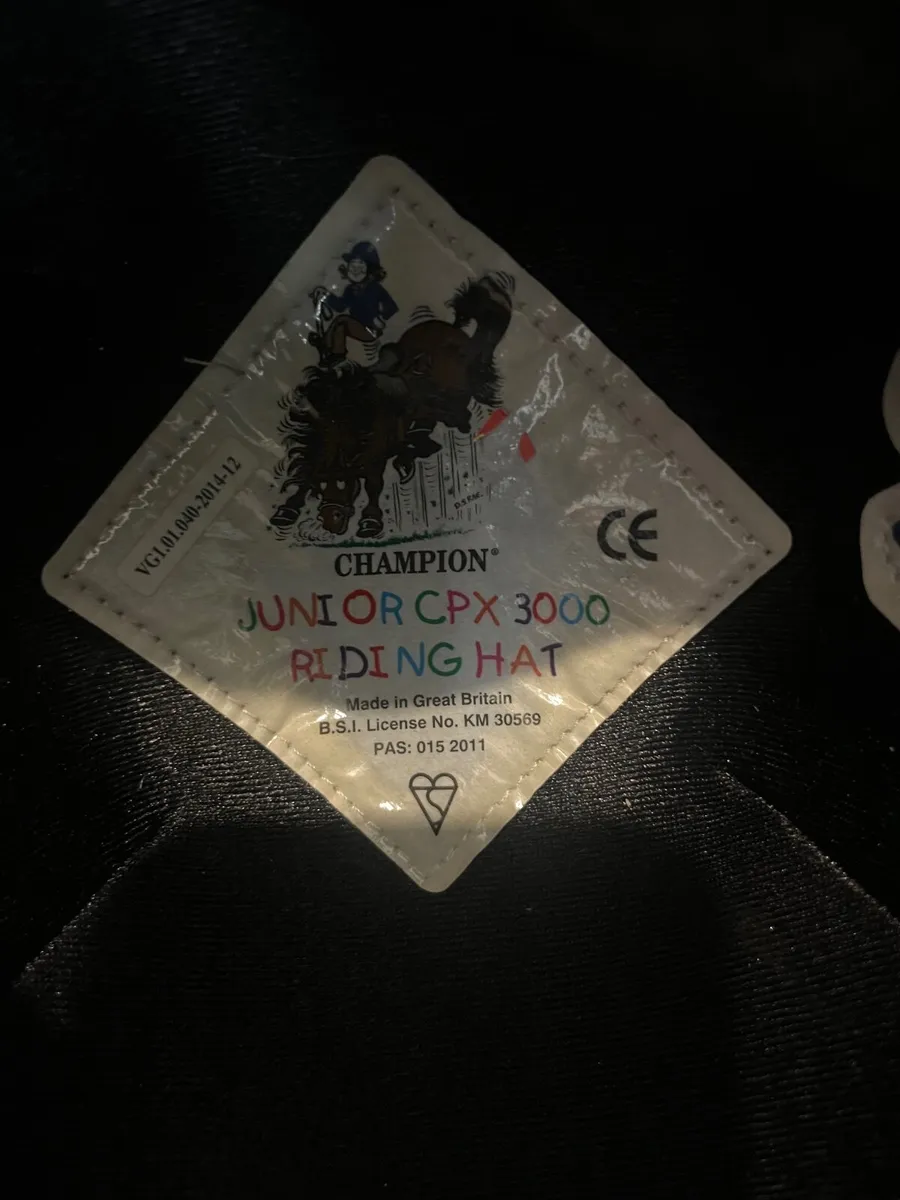 VG1.01.040-2014-12
CHAMPION®
CE
JUNIOR CPX 3000
RIDING HAT
Made in Great Britain
B.S.I. License No. KM 30569
PAS: 015 2011